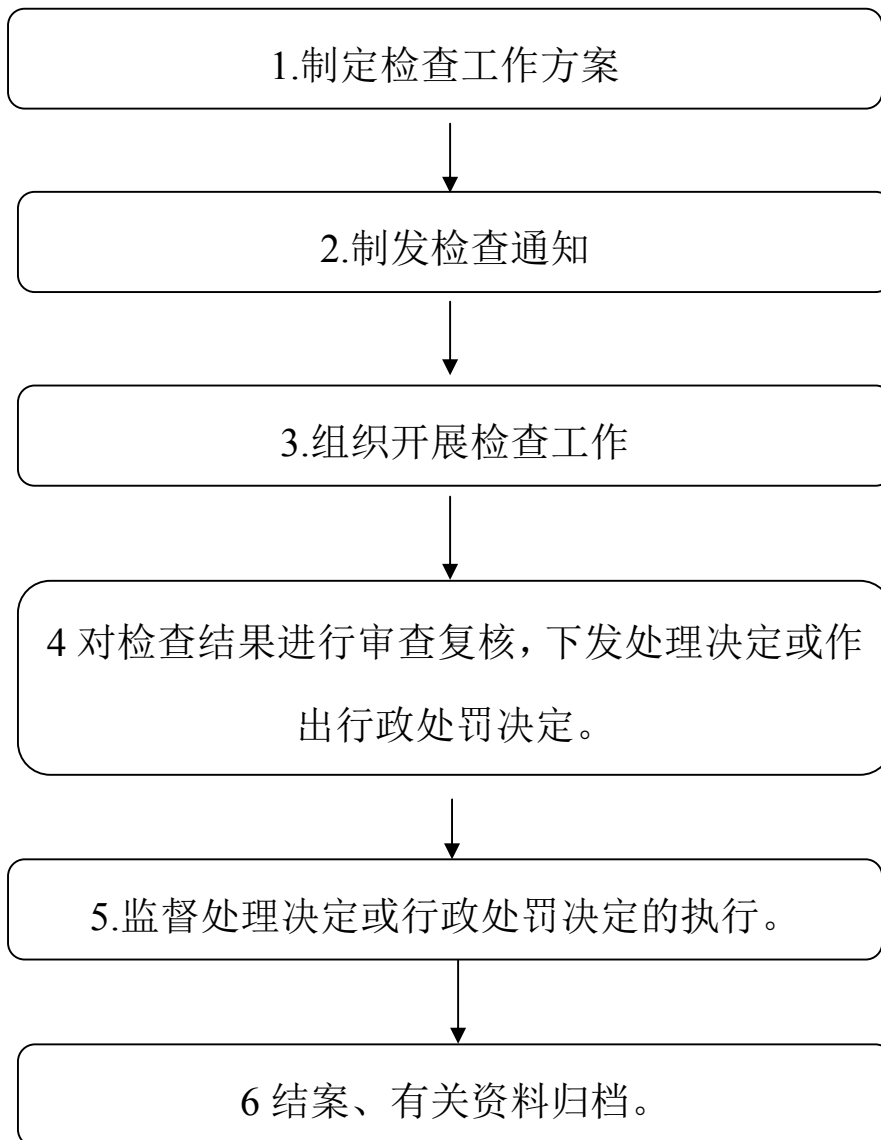 1.制定检查工作方案
2.制发检查通知
3.组织开展检查工作
4 对检查结果进行审查复核，下发处理决定或作
出行政处罚决定。
5.监督处理决定或行政处罚决定的执行。
6 结案、有关资料归档。